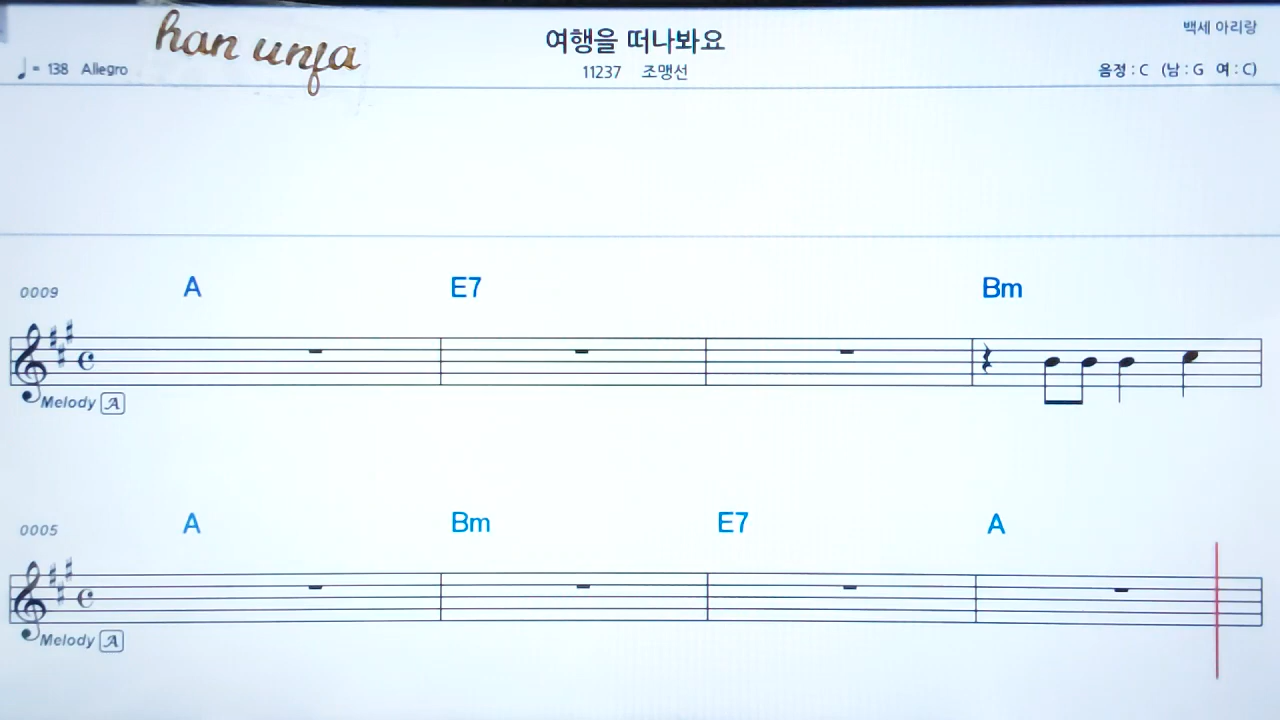 han unfa
여행을 떠나봐요
백세 아리랑
♩= 138 Allegro
11237 조맹선
음정 : C (남 : G 여 : C)
0009 A E7 Bm
Melody A
0005 A Bm E7 A
Melody A